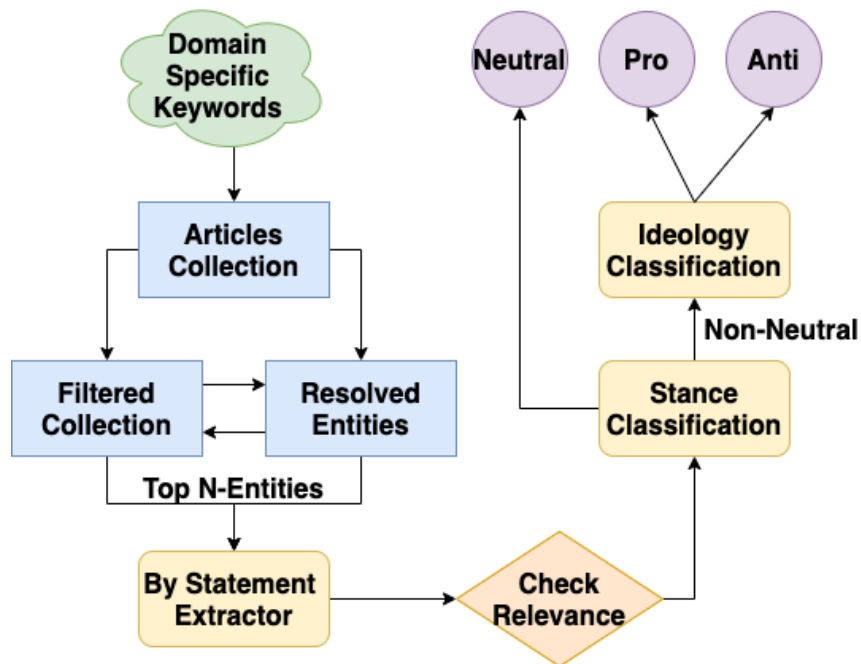 Domain
Specific
Keywords
Articles
Collection
Filtered
Collection
Resolved
Entities
Top N-Entities
By Statement
Extractor
Check
Relevance
Stance
Classification
Non-Neutral
Ideology
Classification
Neutral
Pro
Anti